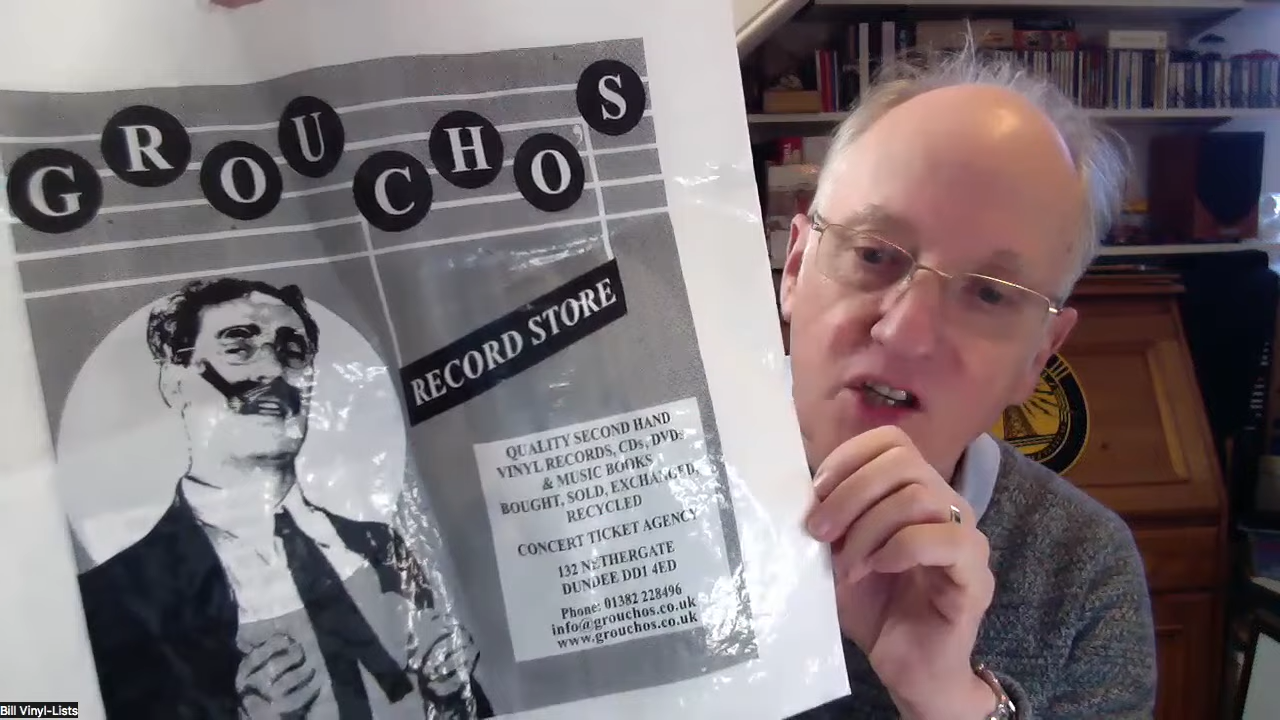 GROUCHO'S
RECORD STORE
QUALITY SECOND HAND
VINYL RECORDS, CDs, DVDs
& MUSIC BOOKS
BOUGHT, SOLD, EXCHANGED,
RECYCLED
CONCERT TICKET AGENCY
132 NETHERGATE
DUNDEE DD1 4ED
Phone: 01382 228496
info@grouchos.co.uk
www.grouchos.co.uk
Bill Vinyl-Lists